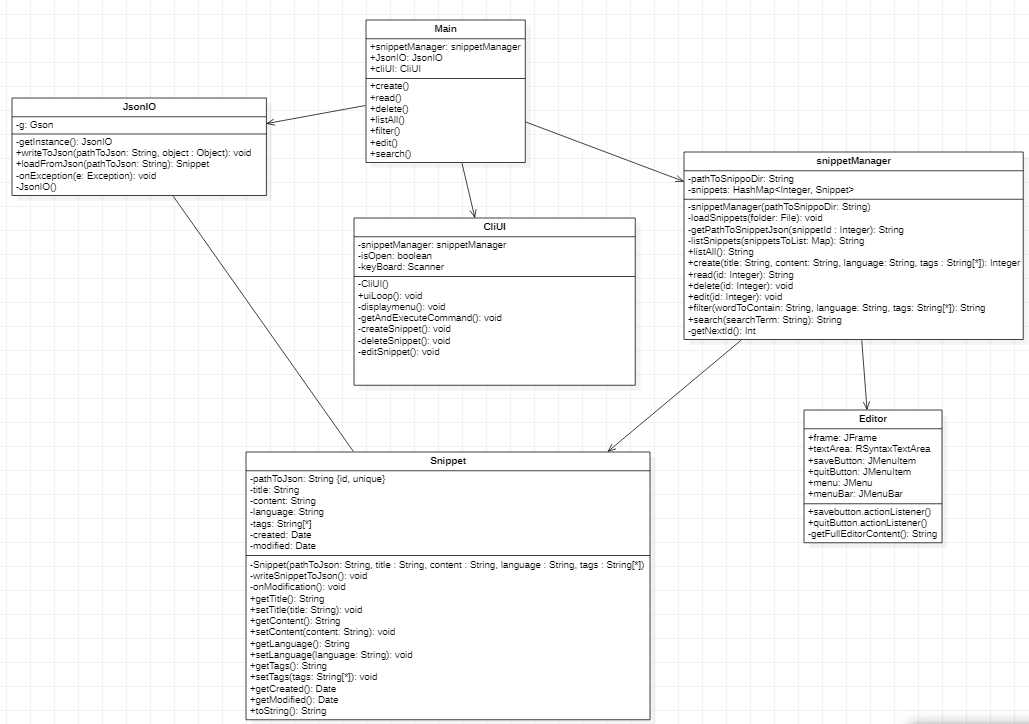 Main
+snippetManager: snippetManager
+JsonIO: JsonIO
+cliUI: CliUI
+create()
+read()
+delete()
+listAll()
+filter()
+edit()
+search()
JsonIO
-g: Gson
-getInstance(): JsonIO
+writeToJson(pathToJson: String, object : Object): void
+loadFromJson(pathToJson: String): Snippet
-onException(e: Exception): void
-JsonIO()
snippetManager
-pathToSnippoDir: String
-snippets: HashMap<Integer, Snippet>
-snippetManager(pathToSnippoDir: String)
-loadSnippets(folder: File): void
-getPathToSnippetJson(snippetId : Integer): String
-listSnippets(snippetsToList: Map): String
+listAll(): String
+create(title: String, content: String, language: String, tags : String[*]): Integer
+read(id: Integer): String
+delete(id: Integer): void
+edit(id: Integer): void
+filter(wordToContain: String, language: String, tags: String[*]): String
+search(searchTerm: String): String
-getNextId(): Int
CliUI
-snippetManager: snippetManager
-isOpen: boolean
-keyBoard: Scanner
-CliUI()
+uiLoop(): void
-displaymenu(): void
-getAndExecuteCommand(): void
-createSnippet(): void
-deleteSnippet(): void
-editSnippet(): void
Editor
+frame: JFrame
+textArea: RSyntaxTextArea
+saveButton: JMenuItem
+quitButton: JMenuItem
+menu: JMenu
+menuBar: JMenuBar
+savebutton.actionListener()
+quitButton.actionListener()
-getFullEditorContent(): String
Snippet
-pathToJson: String {id, unique}
-title: String
-content: String
-language: String
-tags: String[*]
-created: Date
-modified: Date
-Snippet(pathToJson: String, title : String, content : String, language : String, tags : String[*])
-writeSnippetToJson(): void
-onModification(): void
+getTitle(): String
+setTitle(title: String): void
+getContent(): String
+setContent(content: String): void
+getLanguage(): String
+setLanguage(language: String): void
+getTags(): String
+setTags(tags: String[*]): void
+getCreated(): Date
+getModified(): Date
+toString(): String